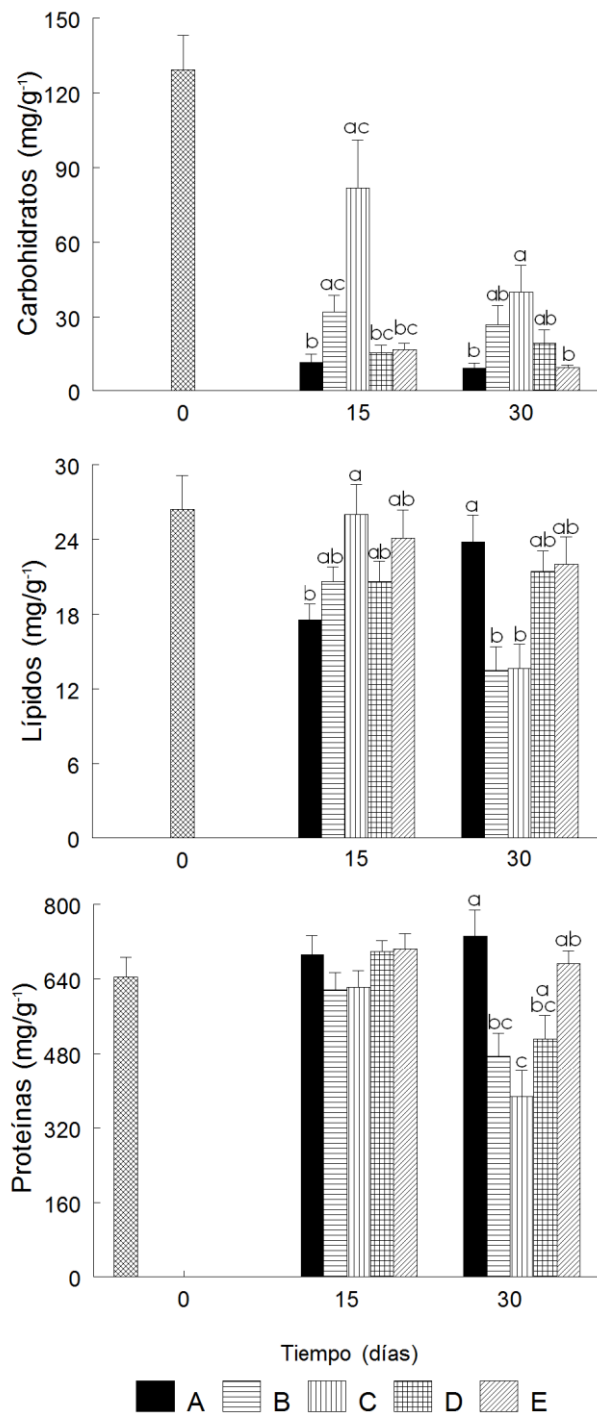 150
120
90
60
30
0
Carbohidratos (mg/g⁻¹)
b
ac
ac
bc
bc
b
ab
a
ab
b
0 15 30
30
24
18
12
6
0
Lípidos (mg/g⁻¹)
b
ab
a
ab
ab
a
b
b
ab
ab
0 15 30
800
640
480
320
160
0
Proteínas (mg/g⁻¹)
a
bc
c
a
bc
ab
0 15 30
Tiempo (días)
A B C D E